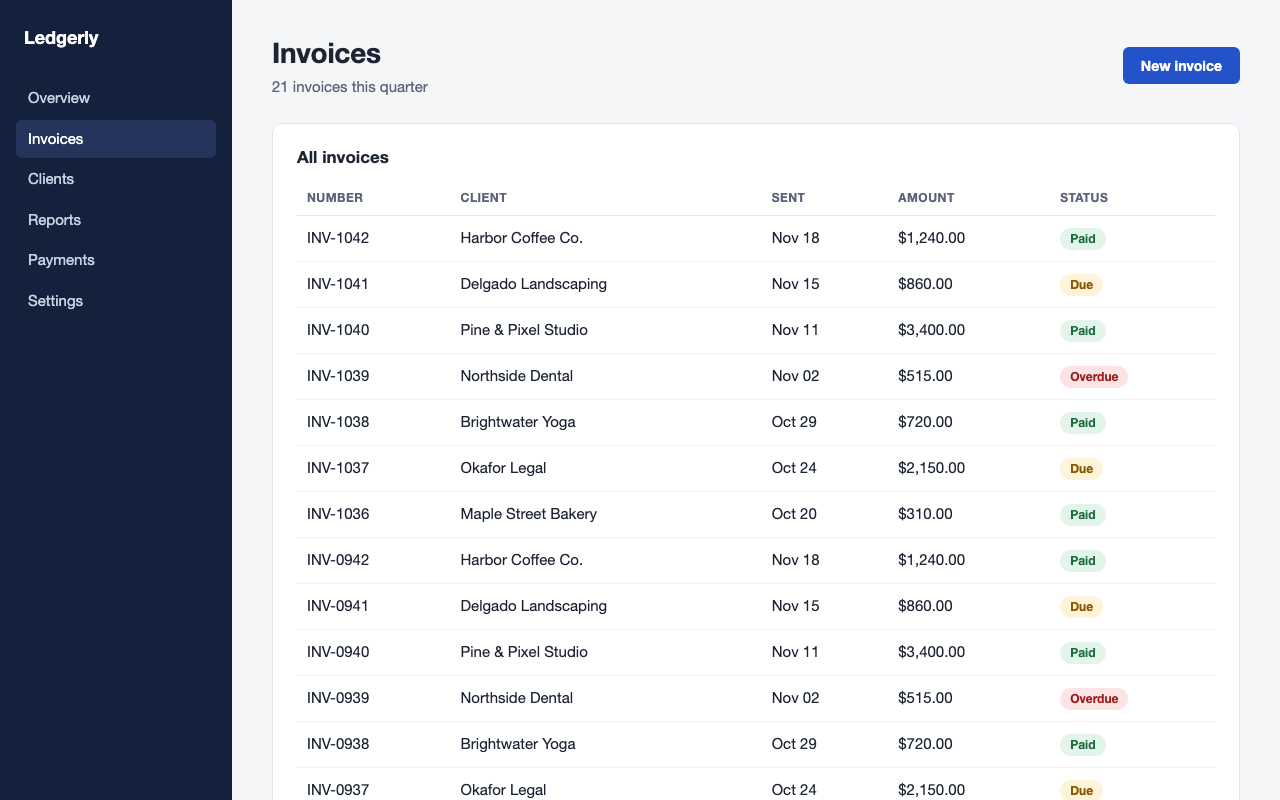 Ledgerly
Overview
Invoices
Clients
Reports
Payments
Settings
Invoices
21 invoices this quarter
New invoice
All invoices
NUMBER CLIENT SENT AMOUNT STATUS
INV-1042 Harbor Coffee Co. Nov 18 $1,240.00 Paid
INV-1041 Delgado Landscaping Nov 15 $860.00 Due
INV-1040 Pine & Pixel Studio Nov 11 $3,400.00 Paid
INV-1039 Northside Dental Nov 02 $515.00 Overdue
INV-1038 Brightwater Yoga Oct 29 $720.00 Paid
INV-1037 Okafor Legal Oct 24 $2,150.00 Due
INV-1036 Maple Street Bakery Oct 20 $310.00 Paid
INV-0942 Harbor Coffee Co. Nov 18 $1,240.00 Paid
INV-0941 Delgado Landscaping Nov 15 $860.00 Due
INV-0940 Pine & Pixel Studio Nov 11 $3,400.00 Paid
INV-0939 Northside Dental Nov 02 $515.00 Overdue
INV-0938 Brightwater Yoga Oct 29 $720.00 Paid
INV-0937 Okafor Legal Oct 24 $2,150.00 Due